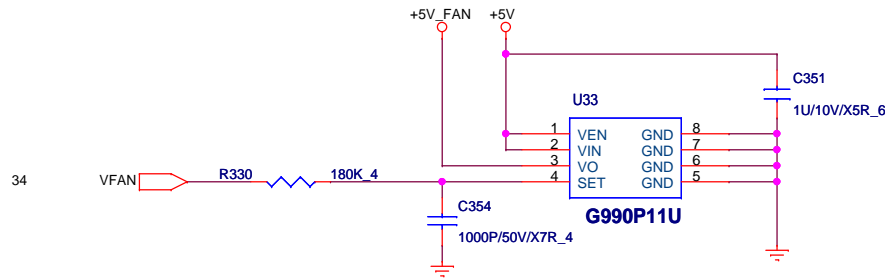 +5V_FAN +5V
C351
1U/10V/X5R_6
U33
1 VEN GND 8
2 VIN GND 7
3 VO GND 6
4 SET GND 5
G990P11U
34 VFAN R330 180K_4
C354
1000P/50V/X7R_4